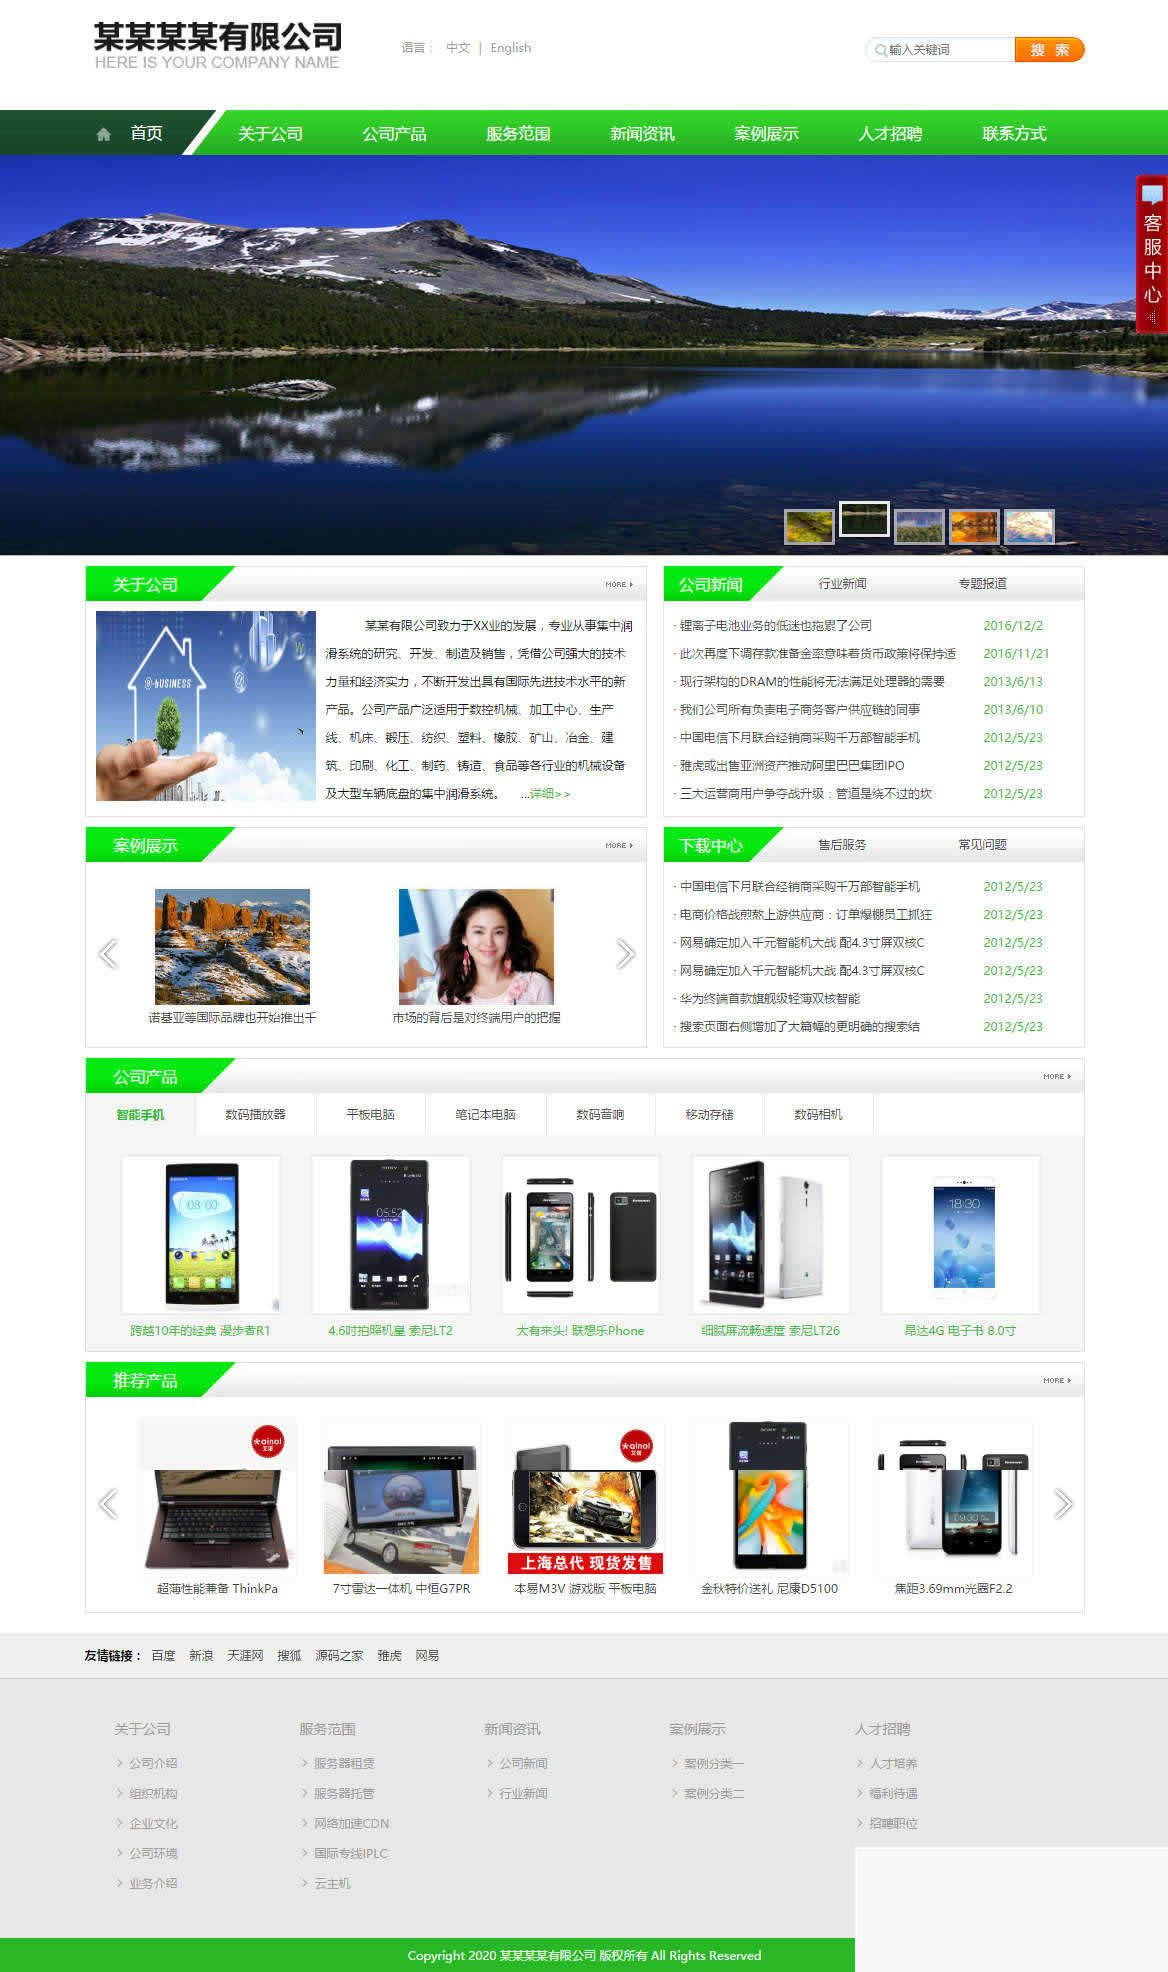 某某某某有限公司
HERE IS YOUR COMPANY NAME
语言： 中文 | English
输入关键词
搜 索
首页 关于公司 公司产品 服务范围 新闻资讯 案例展示 人才招聘 联系方式
客服中心
关于公司
MORE
@-bUSINESS
某某有限公司致力于XX业的发展，专业从事集中润
滑系统的研究、开发、制造及销售，凭借公司强大的技术
力量和经济实力，不断开发出具有国际先进技术水平的新
产品。公司产品广泛适用于数控机械、加工中心、生产
线、机床、锻压、纺织、塑料、橡胶、矿山、冶金、建
筑、印刷、化工、制药、铸造、食品等各行业的机械设备
及大型车辆底盘的集中润滑系统。 ...详细>>
公司新闻 行业新闻 专题报道
· 锂离子电池业务的低迷也拖累了公司 2016/12/2
· 此次再度下调存款准备金率意味着货币政策将保持适 2016/11/21
· 现行架构的DRAM的性能将无法满足处理器的需要 2013/6/13
· 我们公司所有负责电子商务客户供应链的同事 2013/6/10
· 中国电信下月联合经销商采购千万部智能手机 2012/5/23
· 雅虎或出售亚洲资产推动阿里巴巴集团IPO 2012/5/23
· 三大运营商用户争夺战升级：管道是绕不过的坎 2012/5/23
案例展示
MORE
诺基亚等国际品牌也开始推出千
市场的背后是对终端用户的把握
下载中心 售后服务 常见问题
· 中国电信下月联合经销商采购千万部智能手机 2012/5/23
· 电商价格战煎熬上游供应商：订单爆棚员工抓狂 2012/5/23
· 网易确定加入千元智能机大战 配4.3寸屏双核C 2012/5/23
· 网易确定加入千元智能机大战 配4.3寸屏双核C 2012/5/23
· 华为终端首款旗舰级轻薄双核智能 2012/5/23
· 搜索页面右侧增加了大篇幅的更明确的搜索结 2012/5/23
公司产品
MORE
智能手机 数码播放器 平板电脑 笔记本电脑 数码音响 移动存储 数码相机
08:00
SONY
05:52
18:30
跨越10年的经典 漫步者R1
4.6吋拍照机皇 索尼LT2
大有来头! 联想乐Phone
细腻屏流畅速度 索尼LT26
昂达4G 电子书 8.0寸
推荐产品
MORE
ainol
艾诺
ainol
艾诺
上海总代 现货发售
09:30
超薄性能兼备 ThinkPa
7寸雷达一体机 中恒G7PR
本易M3V 游戏版 平板电脑
金秋特价送礼 尼康D5100
焦距3.69mm光圈F2.2
友情链接： 百度 新浪 天涯网 搜狐 源码之家 雅虎 网易
关于公司
公司介绍
组织机构
企业文化
公司环境
业务介绍
服务范围
服务器租赁
服务器托管
网络加速CDN
国际专线IPLC
云主机
新闻资讯
公司新闻
行业新闻
案例展示
案例分类一
案例分类二
人才招聘
人才培养
福利待遇
招聘职位
Copyright 2020 某某某某有限公司 版权所有 All Rights Reserved